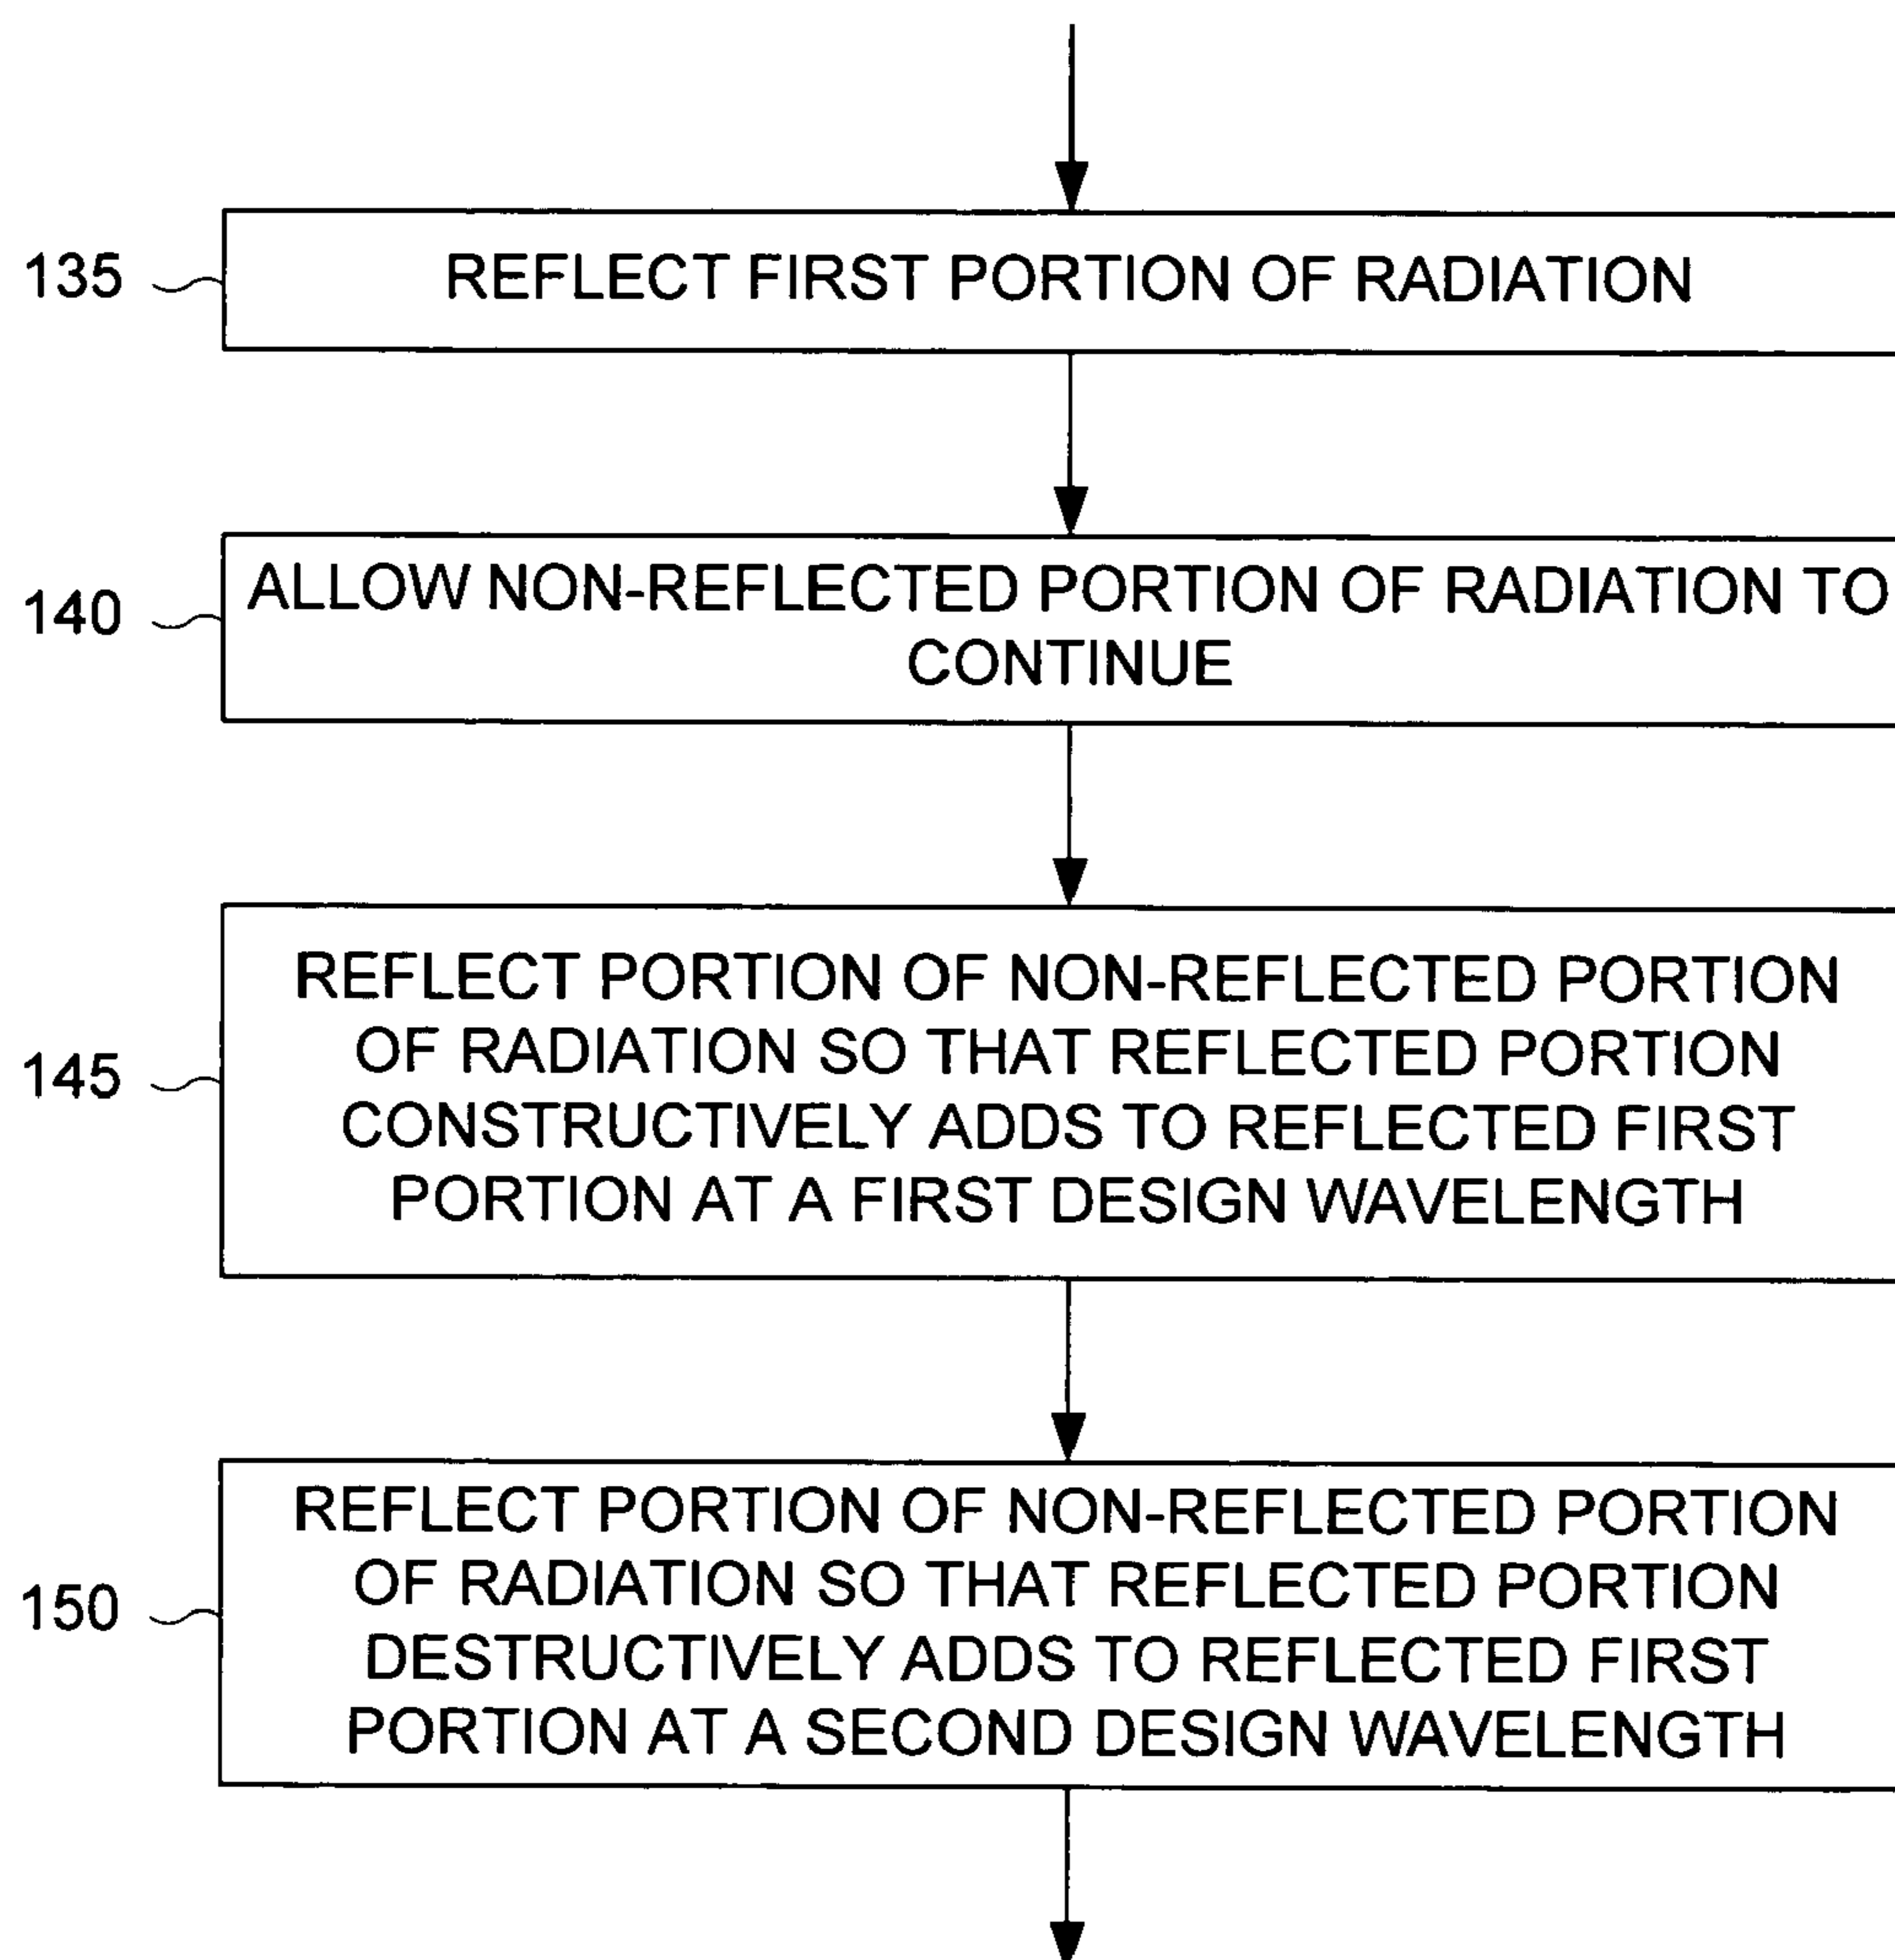 135
REFLECT FIRST PORTION OF RADIATION
140
ALLOW NON-REFLECTED PORTION OF RADIATION TO
CONTINUE
145
REFLECT PORTION OF NON-REFLECTED PORTION
OF RADIATION SO THAT REFLECTED PORTION
CONSTRUCTIVELY ADDS TO REFLECTED FIRST
PORTION AT A FIRST DESIGN WAVELENGTH
150
REFLECT PORTION OF NON-REFLECTED PORTION
OF RADIATION SO THAT REFLECTED PORTION
DESTRUCTIVELY ADDS TO REFLECTED FIRST
PORTION AT A SECOND DESIGN WAVELENGTH